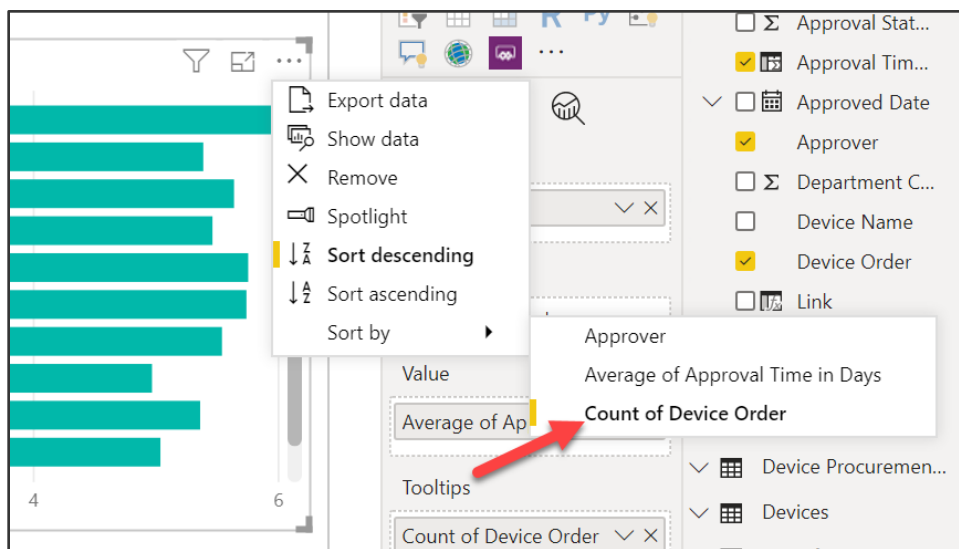 R Py
Approval Stat...
Approval Tim...
Approved Date
Approver
Department C...
Device Name
Device Order
Link
Export data
Show data
Remove
Spotlight
Sort descending
Sort ascending
Sort by
Approver
Average of Approval Time in Days
Count of Device Order
Value
Average of Ap
Tooltips
Count of Device Order
Device Procuremen...
Devices
4
6